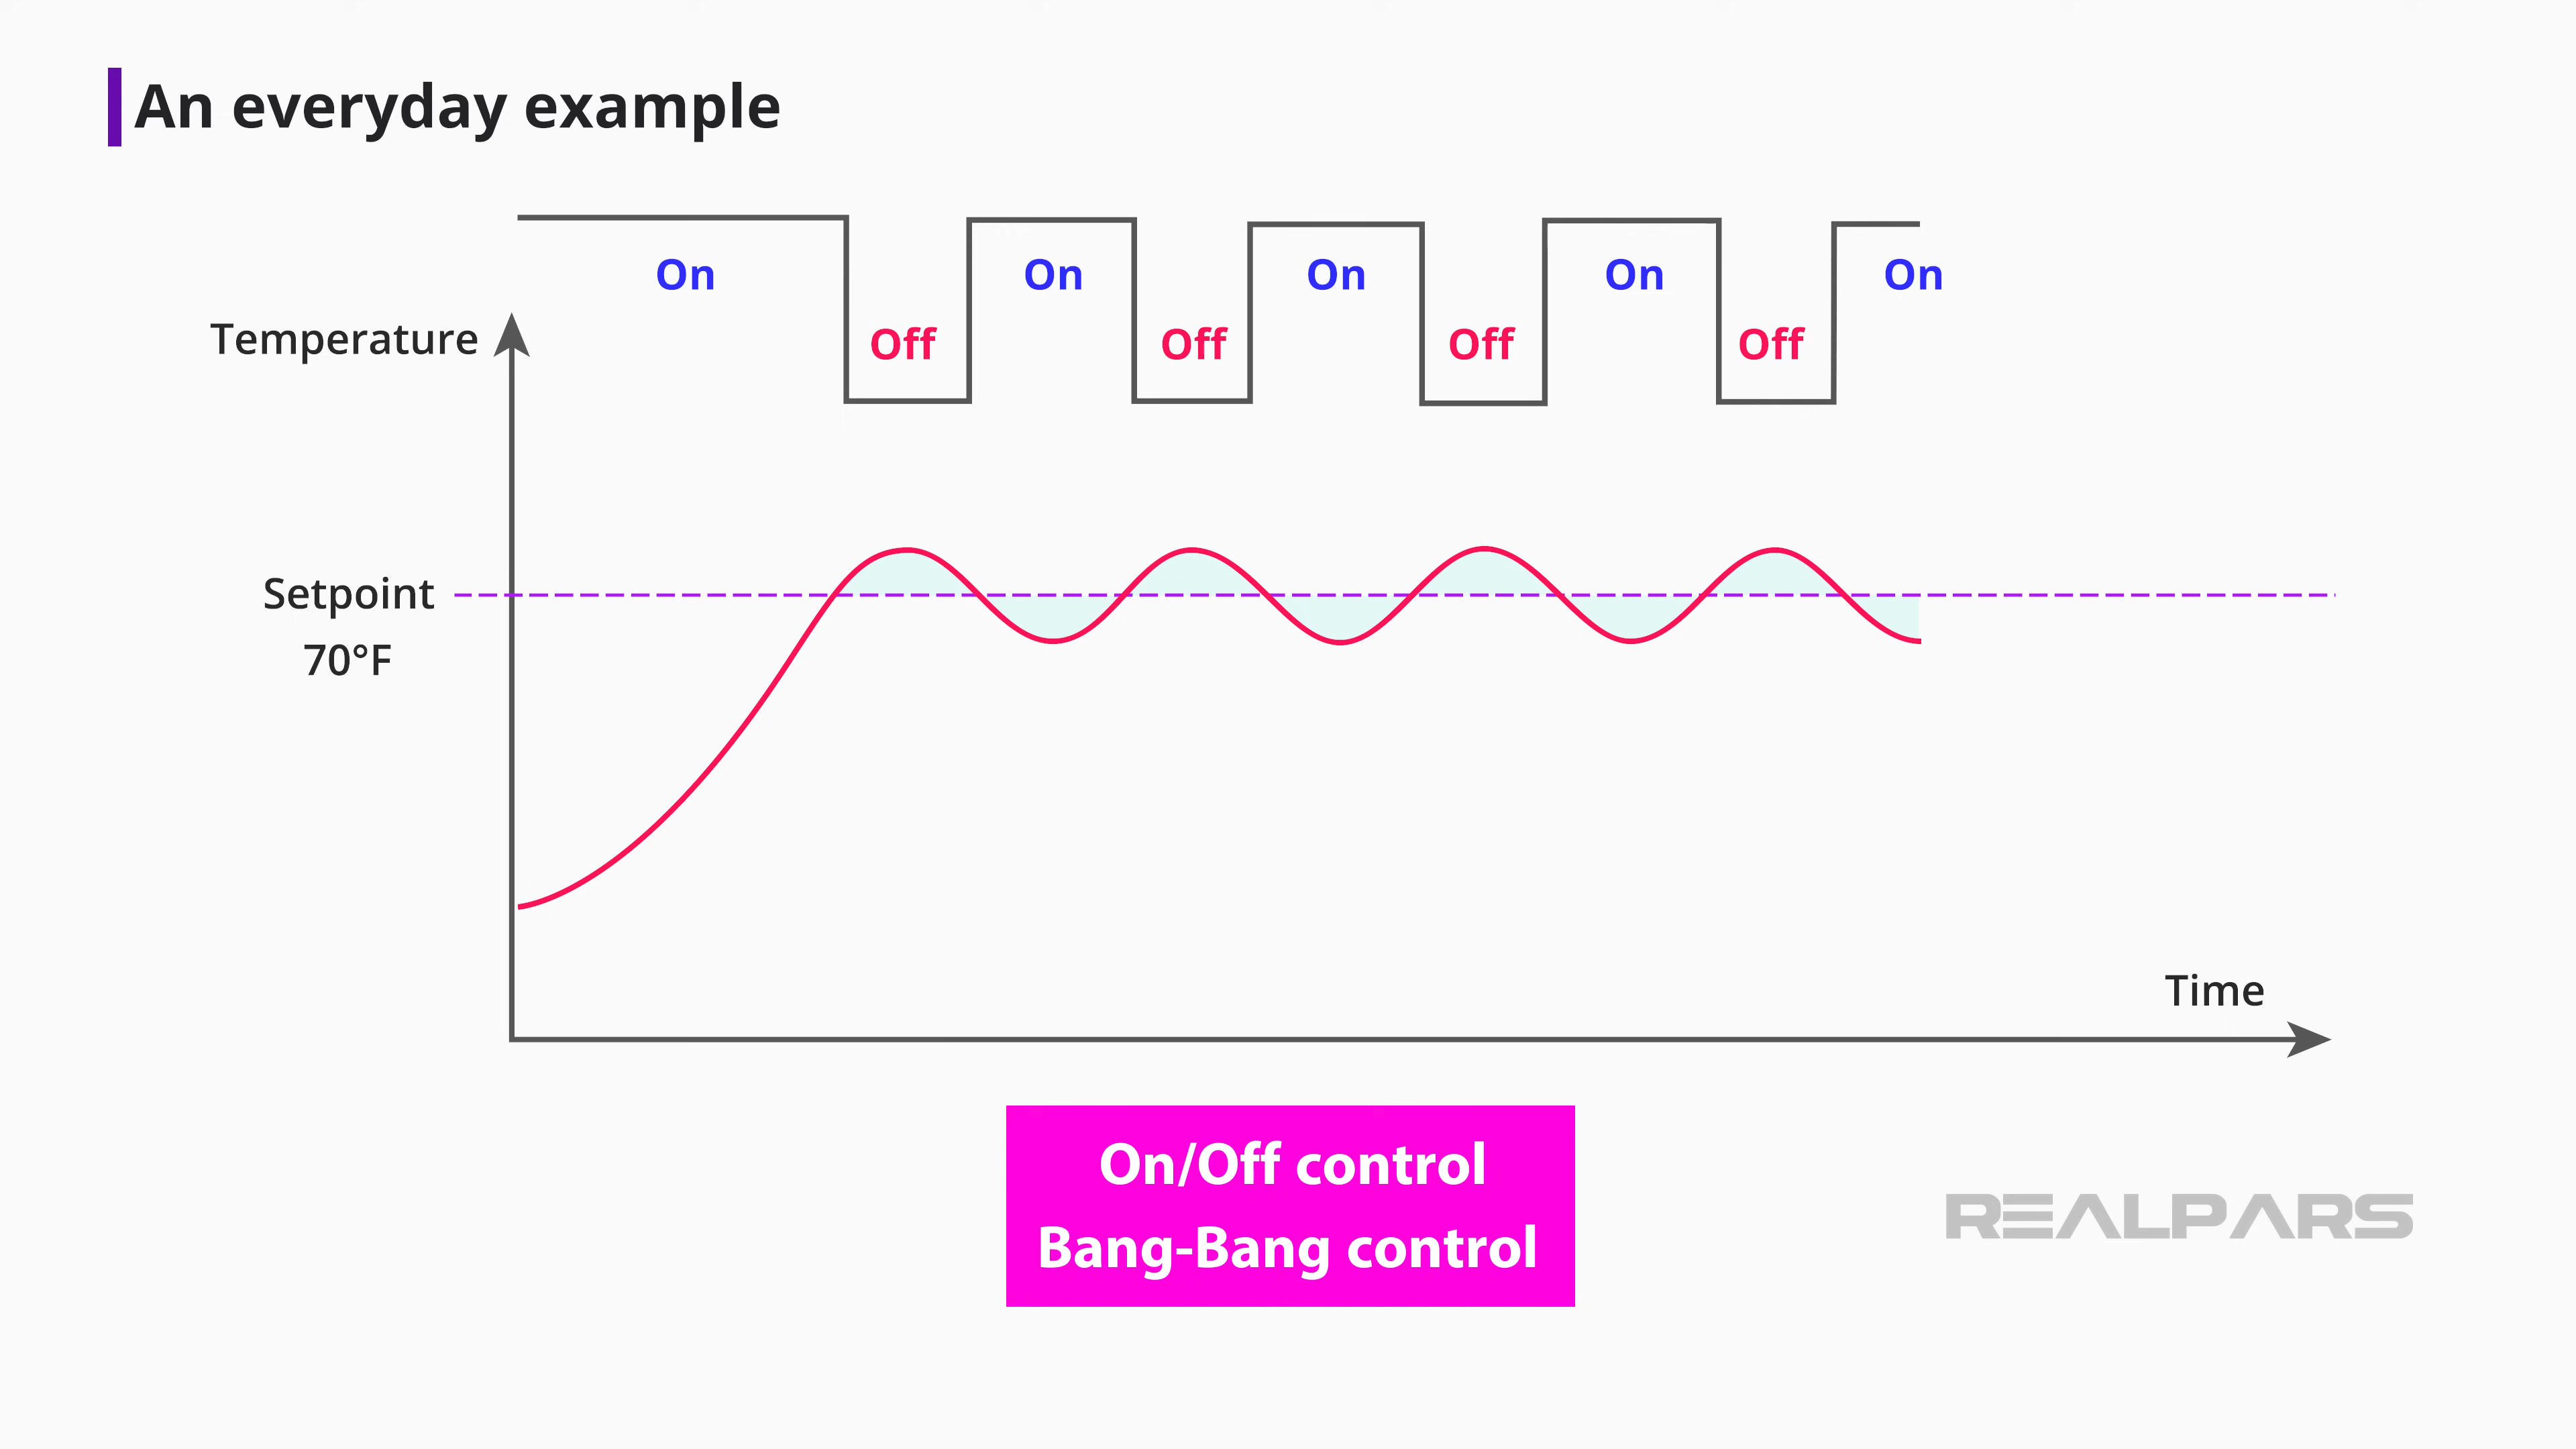 An everyday example
On On On On On
Off Off Off Off
Temperature
Setpoint
70°F
Time
On/Off control
Bang-Bang control
REALPARS